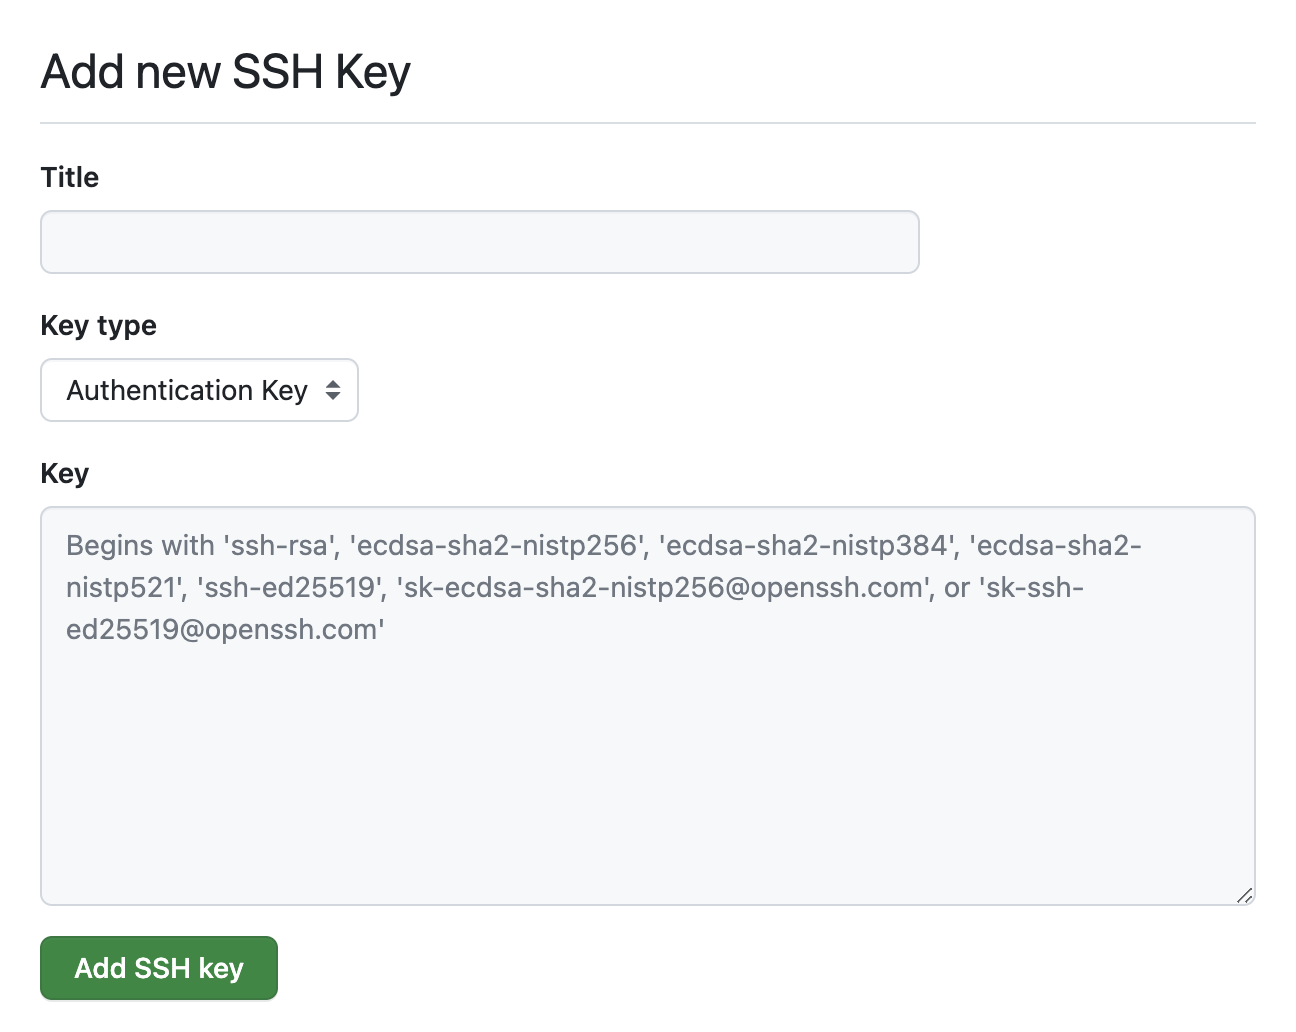 Add new SSH Key
Title
Key type
Authentication Key
Key
Begins with 'ssh-rsa', 'ecdsa-sha2-nistp256', 'ecdsa-sha2-nistp384', 'ecdsa-sha2-
nistp521', 'ssh-ed25519', 'sk-ecdsa-sha2-nistp256@openssh.com', or 'sk-ssh-
ed25519@openssh.com'
Add SSH key